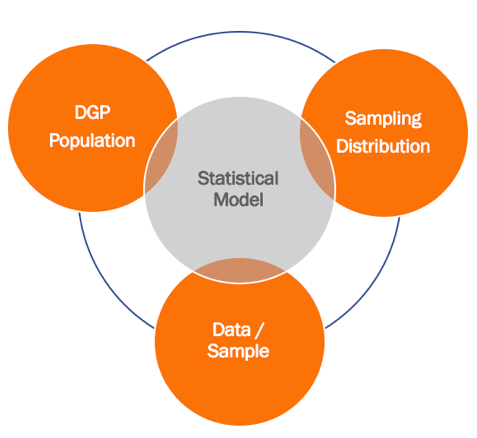 DGP
Population
Sampling
Distribution
Statistical
Model
Data /
Sample